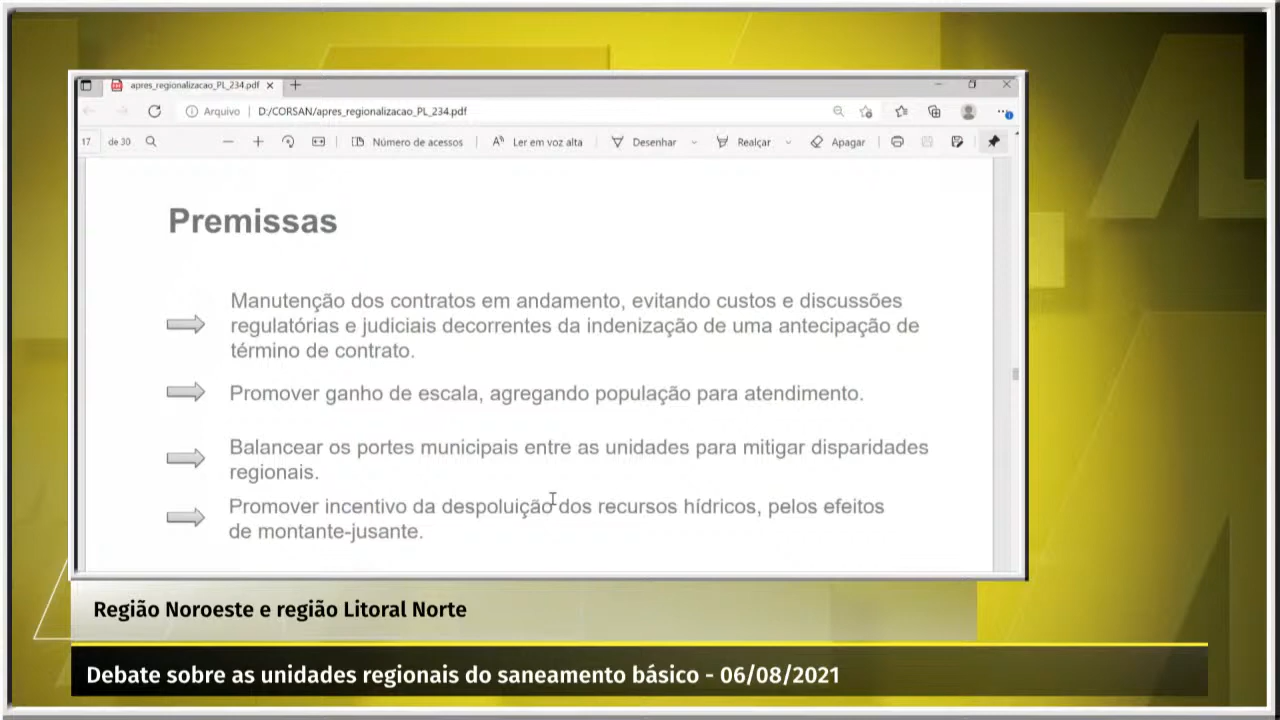 apres_regionalizacao_PL_234.pdf
Arquivo D:/CORSAN/apres_regionalizacao_PL_234.pdf
17 de 30 Número de acessos Ler em voz alta Desenhar Realçar Apagar
Premissas
Manutenção dos contratos em andamento, evitando custos e discussões
regulatórias e judiciais decorrentes da indenização de uma antecipação de
término de contrato.
Promover ganho de escala, agregando população para atendimento.
Balancear os portes municipais entre as unidades para mitigar disparidades
regionais.
Promover incentivo da despoluição dos recursos hídricos, pelos efeitos
de montante-jusante.
Região Noroeste e região Litoral Norte
Debate sobre as unidades regionais do saneamento básico - 06/08/2021